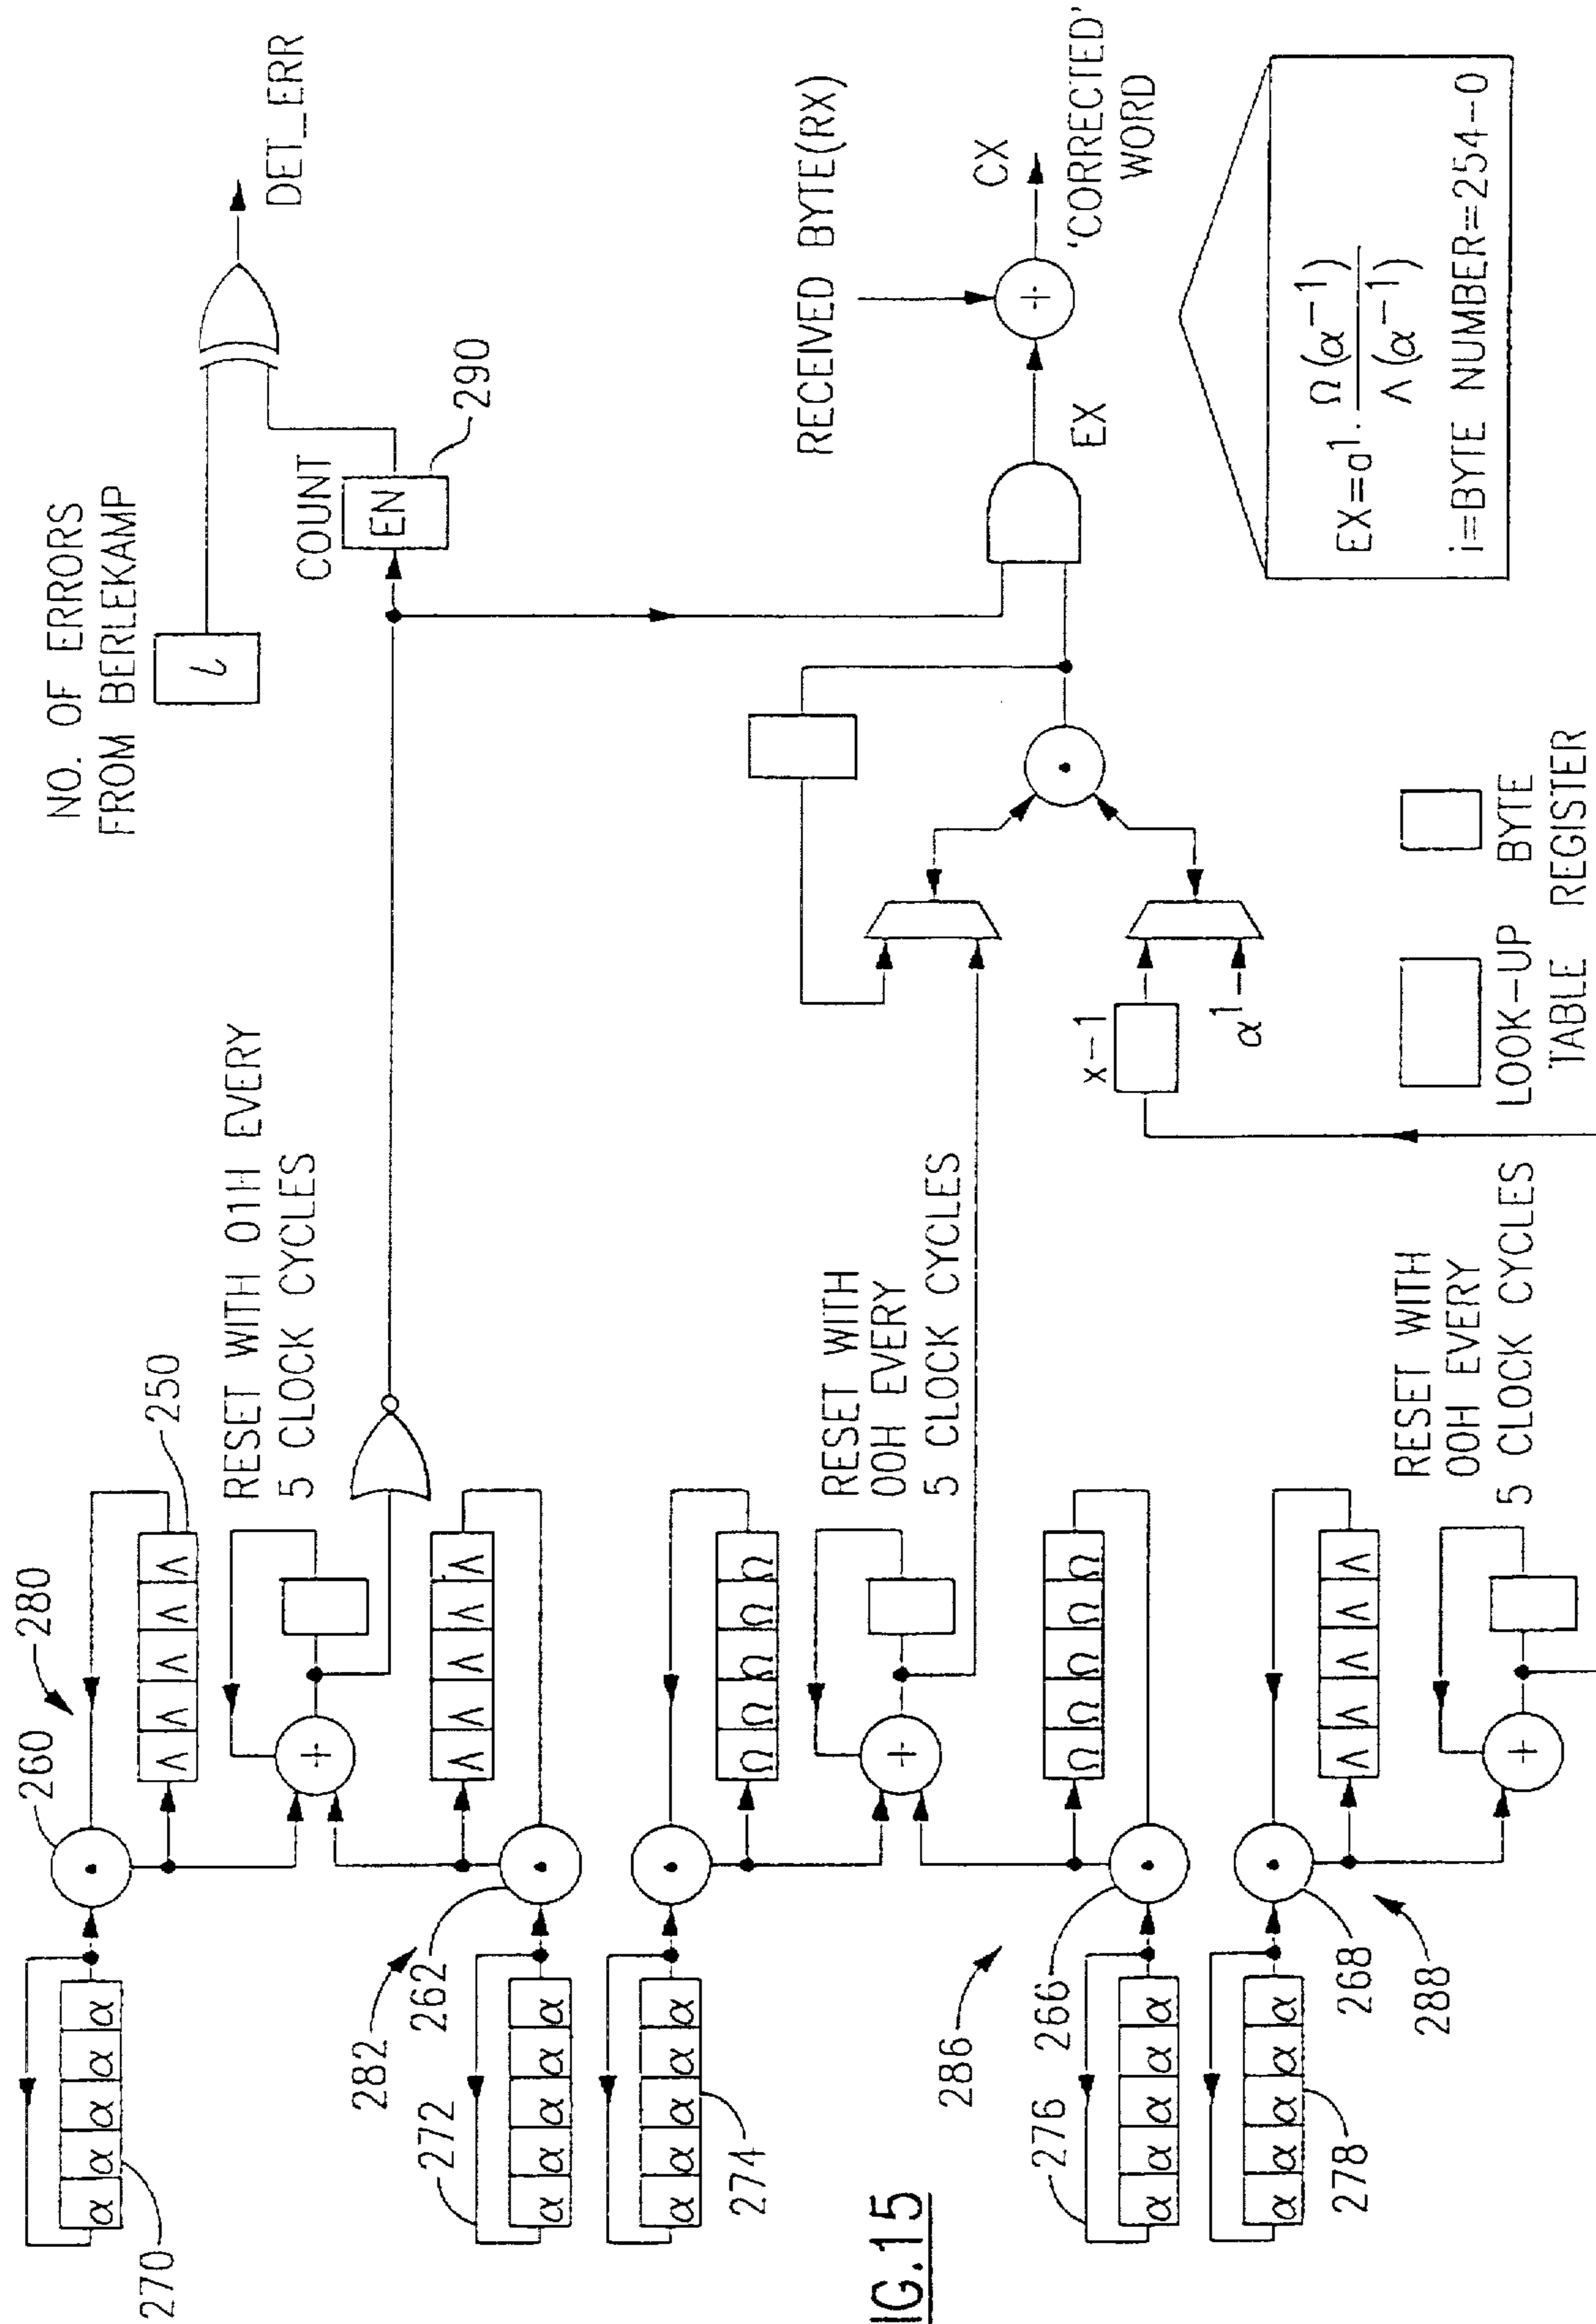 260
280
270
α α α α α
Λ Λ Λ Λ Λ
250
RESET WITH 01H EVERY
5 CLOCK CYCLES
NO. OF ERRORS
FROM BERLEKAMP
l
COUNT
EN
290
DET_ERR
282
262
272
α α α α α
Λ Λ Λ Λ Λ
274
α α α α α
Ω Ω Ω Ω Ω
RESET WITH
00H EVERY
5 CLOCK CYCLES
RECEIVED BYTE(RX)
EX
CX
'CORRECTED'
WORD
286
266
276
α α α α α
Ω Ω Ω Ω Ω
x-1
α¹
268
288
278
α α α α α
Λ Λ Λ Λ Λ
RESET WITH
00H EVERY
5 CLOCK CYCLES
LOOK-UP
TABLE
BYTE
REGISTER
EX=a¹. Ω(α⁻¹)
Λ(α⁻¹)
i=BYTE NUMBER=254-0
IG.15